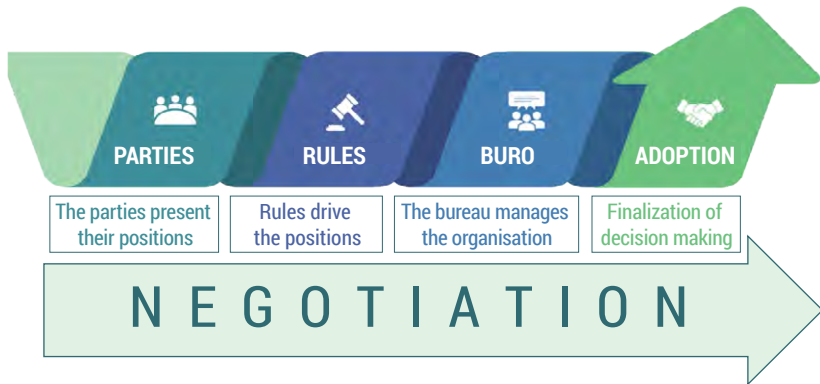 PARTIES
RULES
BURO
ADOPTION
The parties present
their positions
Rules drive
the positions
The bureau manages
the organisation
Finalization of
decision making
NEGOTIATION